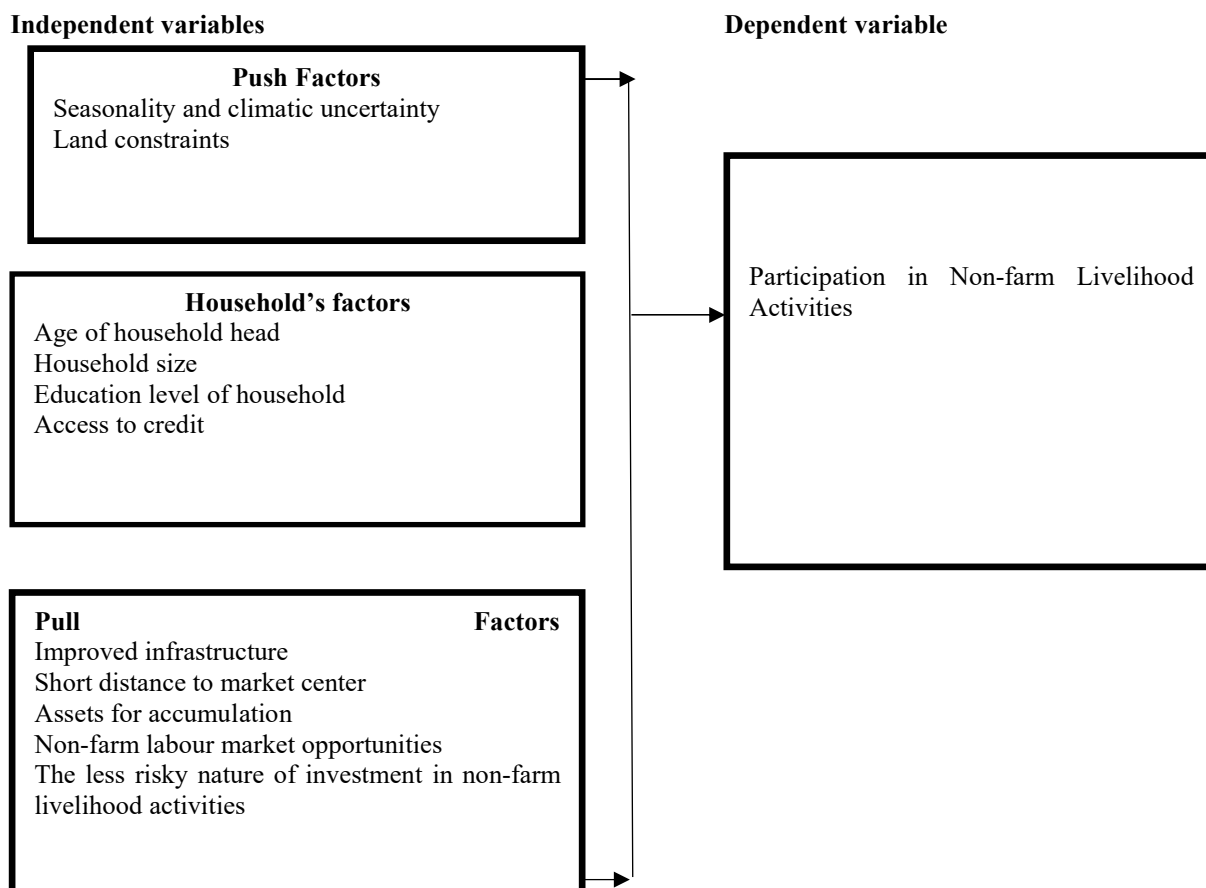 Independent variables
Dependent variable
Push Factors
Seasonality and climatic uncertainty
Land constraints
Household’s factors
Age of household head
Household size
Education level of household
Access to credit
Pull Factors
Improved infrastructure
Short distance to market center
Assets for accumulation
Non-farm labour market opportunities
The less risky nature of investment in non-farm
livelihood activities
Participation in Non-farm Livelihood
Activities